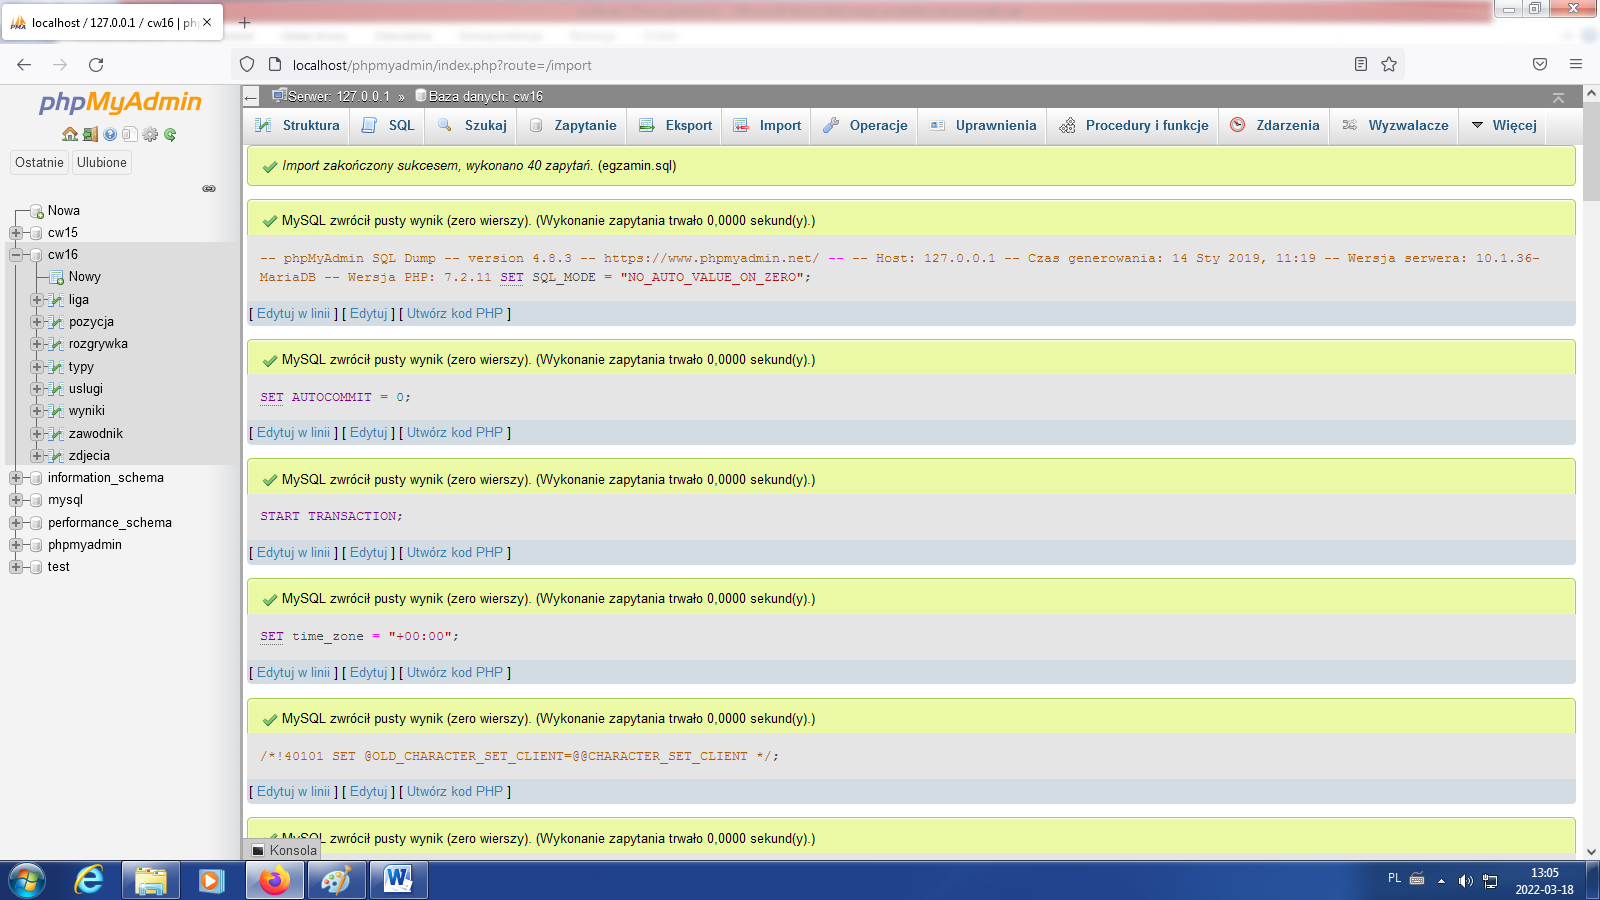 localhost / 127.0.0.1 / cw16 | ph
localhost/phpmyadmin/index.php?route=/import
phpMyAdmin
Ostatnie Ulubione
Nowa
cw15
cw16
Nowy
liga
pozycja
rozgrywka
typy
uslugi
wyniki
zawodnik
zdjecia
information_schema
mysql
performance_schema
phpmyadmin
test
Serwer: 127.0.0.1 » Baza danych: cw16
Struktura SQL Szukaj Zapytanie Eksport Import Operacje Uprawnienia Procedury i funkcje Zdarzenia Wyzwalacze Więcej
Import zakończony sukcesem, wykonano 40 zapytań. (egzamin.sql)
MySQL zwrócił pusty wynik (zero wierszy). (Wykonanie zapytania trwało 0,0000 sekund(y).)
-- phpMyAdmin SQL Dump -- version 4.8.3 -- https://www.phpmyadmin.net/ -- -- Host: 127.0.0.1 -- Czas generowania: 14 Sty 2019, 11:19 -- Wersja serwera: 10.1.36-
MariaDB -- Wersja PHP: 7.2.11 SET SQL_MODE = "NO_AUTO_VALUE_ON_ZERO";
[ Edytuj w linii ] [ Edytuj ] [ Utwórz kod PHP ]
MySQL zwrócił pusty wynik (zero wierszy). (Wykonanie zapytania trwało 0,0000 sekund(y).)
SET AUTOCOMMIT = 0;
[ Edytuj w linii ] [ Edytuj ] [ Utwórz kod PHP ]
MySQL zwrócił pusty wynik (zero wierszy). (Wykonanie zapytania trwało 0,0000 sekund(y).)
START TRANSACTION;
[ Edytuj w linii ] [ Edytuj ] [ Utwórz kod PHP ]
MySQL zwrócił pusty wynik (zero wierszy). (Wykonanie zapytania trwało 0,0000 sekund(y).)
SET time_zone = "+00:00";
[ Edytuj w linii ] [ Edytuj ] [ Utwórz kod PHP ]
MySQL zwrócił pusty wynik (zero wierszy). (Wykonanie zapytania trwało 0,0000 sekund(y).)
/*!40101 SET @OLD_CHARACTER_SET_CLIENT=@@CHARACTER_SET_CLIENT */;
[ Edytuj w linii ] [ Edytuj ] [ Utwórz kod PHP ]
MySQL zwrócił pusty wynik (zero wierszy). (Wykonanie zapytania trwało 0,0000 sekund(y).)
Konsola
PL
13:05
2022-03-18